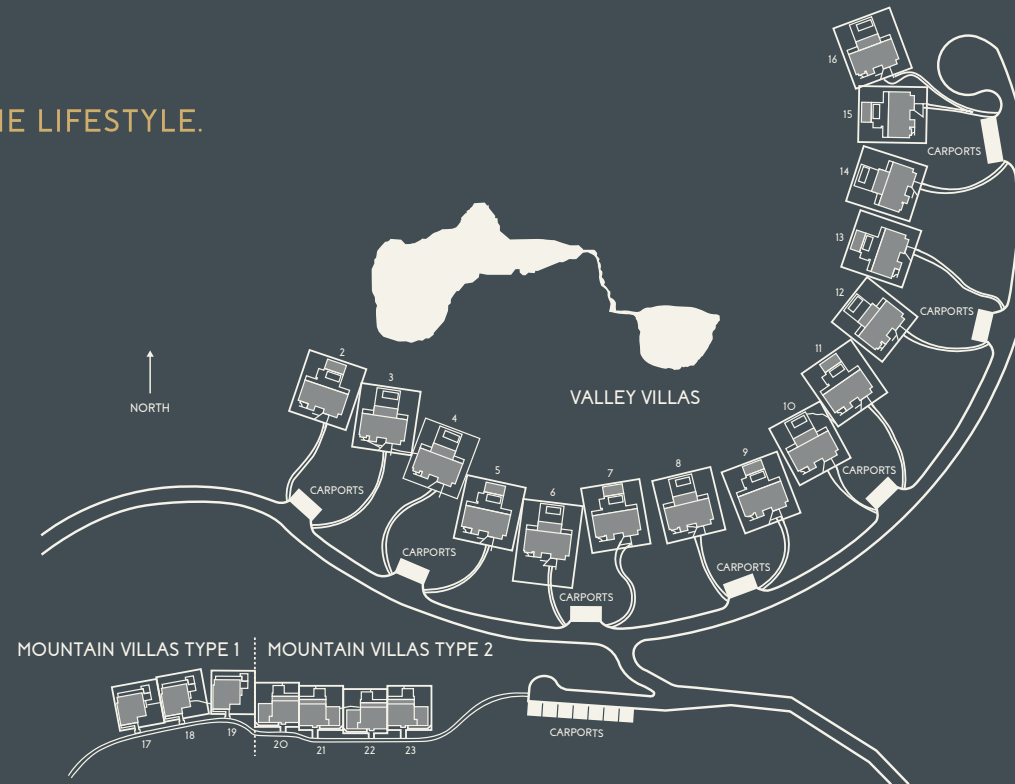 IE LIFESTYLE.
16
15
CARPORTS
14
13
12
CARPORTS
11
10
CARPORTS
9
8
7
6
5
4
3
2
NORTH
VALLEY VILLAS
CARPORTS
CARPORTS
CARPORTS
CARPORTS
MOUNTAIN VILLAS TYPE 1
MOUNTAIN VILLAS TYPE 2
17
18
19
20
21
22
23
CARPORTS